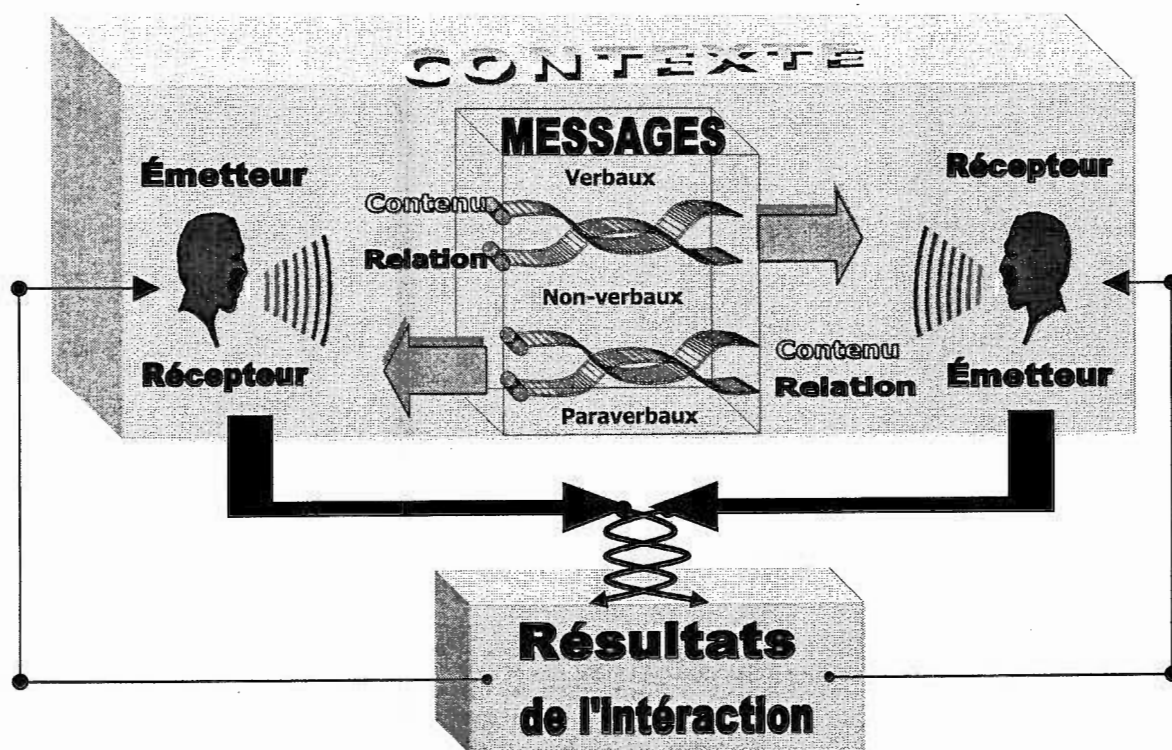 CONTEXTE
MESSAGES
Émetteur
Récepteur
Verbaux
Contenu
Relation
Non-verbaux
Récepteur
Contenu
Relation
Émetteur
Paraverbaux
Résultats
de l'intéraction